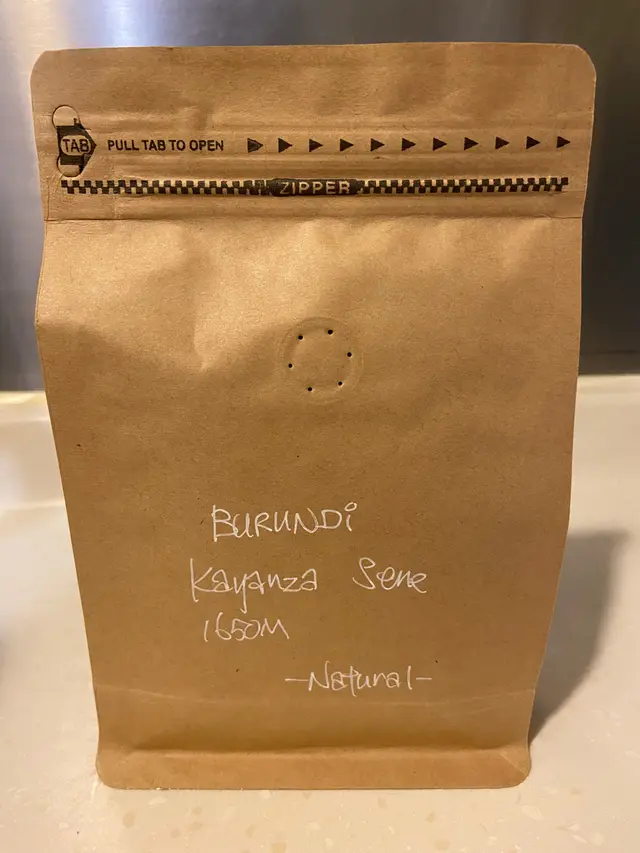 TAB PULL TAB TO OPEN
ZIPPER
BURUNDi
Kayanza Sene
1650M
-Natural-